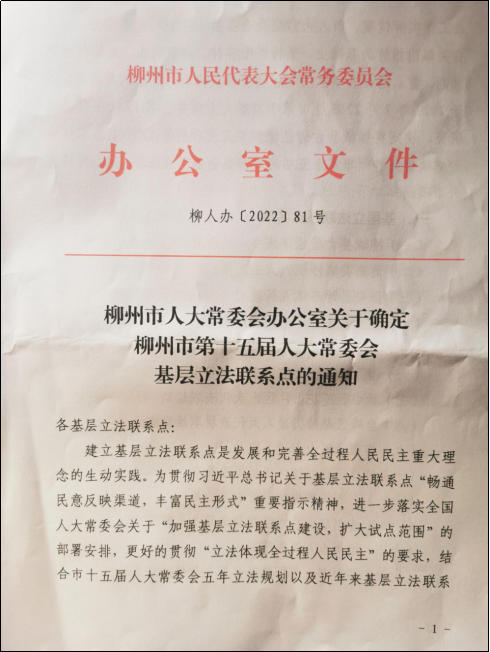 柳州市人民代表大会常务委员会
办公室文件
柳人办〔2022〕81号
柳州市人大常委会办公室关于确定
柳州市第十五届人大常委会
基层立法联系点的通知
各基层立法联系点：
建立基层立法联系点是发展和完善全过程人民民主重大理
念的生动实践。为贯彻习近平总书记关于基层立法联系点“畅通
民意反映渠道，丰富民主形式”重要指示精神，进一步落实全国
人大常委会关于“加强基层立法联系点建设，扩大试点范围”的
部署安排，更好的贯彻“立法体现全过程人民民主”的要求，结
合市十五届人大常委会五年立法规划以及近年来基层立法联系
- 1 -